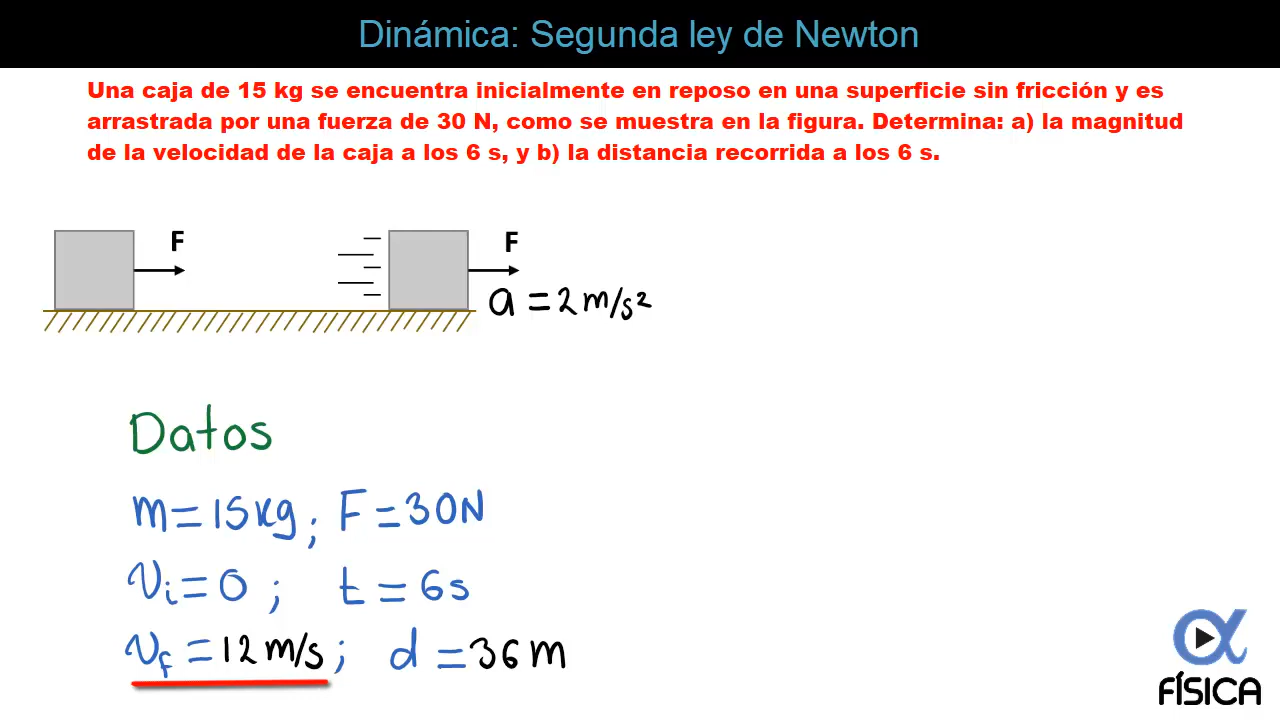 Dinámica: Segunda ley de Newton
Una caja de 15 kg se encuentra inicialmente en reposo en una superficie sin fricción y es
arrastrada por una fuerza de 30 N, como se muestra en la figura. Determina: a) la magnitud
de la velocidad de la caja a los 6 s, y b) la distancia recorrida a los 6 s.
F
F
a = 2 m/s²
Datos
m = 15 kg ; F = 30N
vi = 0 ; t = 6s
vf = 12 m/s ; d = 36 m
FÍSICA